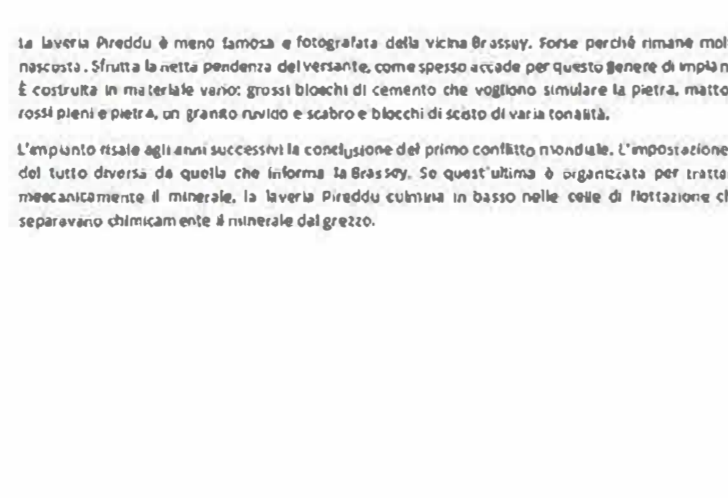 La laveria Pireddu è meno famosa e fotografata della vicina Brassey. Forse perché rimane mol
nascosta. Sfrutta la netta pendenza del versante, come spesso accade per questo genere di impian
È costruita in materiale vario: grossi blocchi di cemento che vogliono simulare la pietra, matto
rossi pieni e pietra, un granito ruvido e scabro e blocchi di scisto di varia tonalità.
L'impianto risale agli anni successivi la conclusione del primo conflitto mondiale. L'impostazione
del tutto diversa da quella che informa la Brassey. Se quest'ultima è organizzata per tratta
meccanicamente il minerale, la laveria Pireddu culmina in basso nelle celle di flottazione c
separavano chimicamente il minerale dal grezzo.